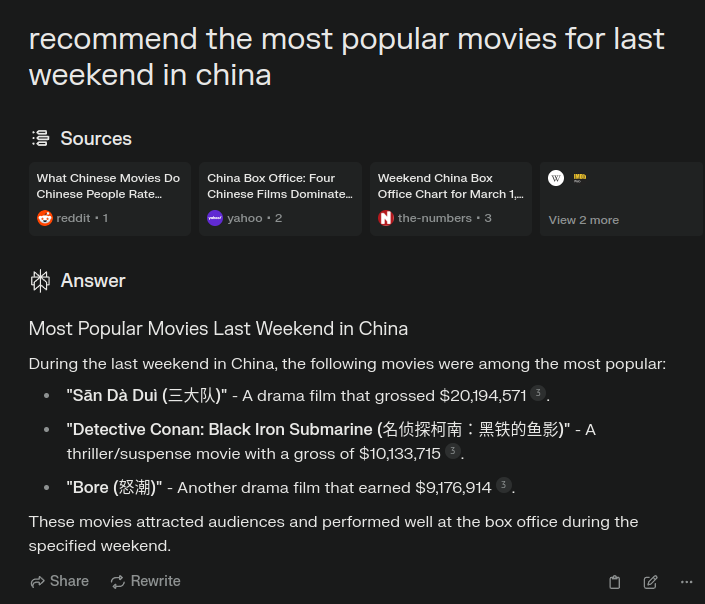 recommend the most popular movies for last
weekend in china
Sources
What Chinese Movies Do
Chinese People Rate…
reddit • 1
China Box Office: Four
Chinese Films Dominate…
yahoo • 2
Weekend China Box
Office Chart for March 1,…
the-numbers • 3
W
View 2 more
Answer
Most Popular Movies Last Weekend in China
During the last weekend in China, the following movies were among the most popular:
• "Sān Dà Duì (三大队)" - A drama film that grossed $20,194,571 3.
• "Detective Conan: Black Iron Submarine (名侦探柯南：黑铁的鱼影)" - A
thriller/suspense movie with a gross of $10,133,715 3.
• "Bore (怒潮)" - Another drama film that earned $9,176,914 3.
These movies attracted audiences and performed well at the box office during the
specified weekend.
Share Rewrite